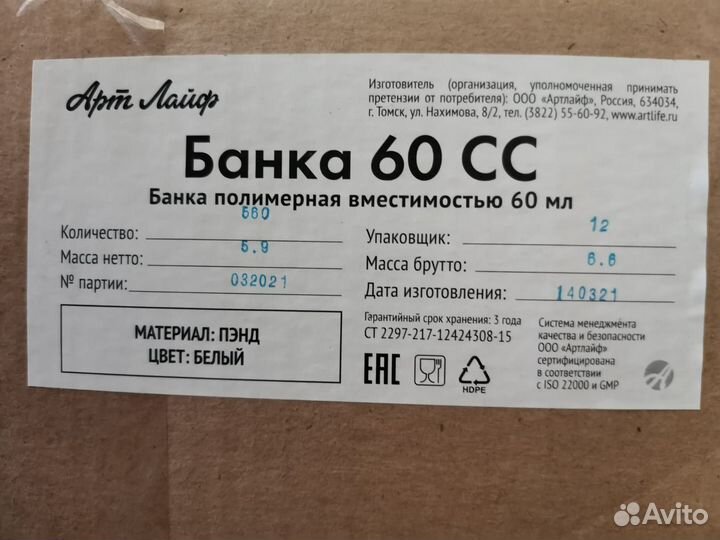 Арт Лайф
Изготовитель (организация, уполномоченная принимать
претензии от потребителя): ООО «Артлайф», Россия, 634034,
г. Томск, ул. Нахимова, 8/2, тел. (3822) 55-60-92, www.artlife.ru
Банка 60 СС
Банка полимерная вместимостью 60 мл
Количество: 560
Масса нетто: 5.9
№ партии: 032021
Упаковщик: 12
Масса брутто: 6.6
Дата изготовления: 140321
МАТЕРИАЛ: ПЭНД
ЦВЕТ: БЕЛЫЙ
Гарантийный срок хранения: 3 года
СТ 2297-217-12424308-15
ЕАС
2
HDPE
Система менеджмента
качества и безопасности
ООО «Артлайф»
сертифицирована
в соответствии
с ISO 22000 и GMP
Avito